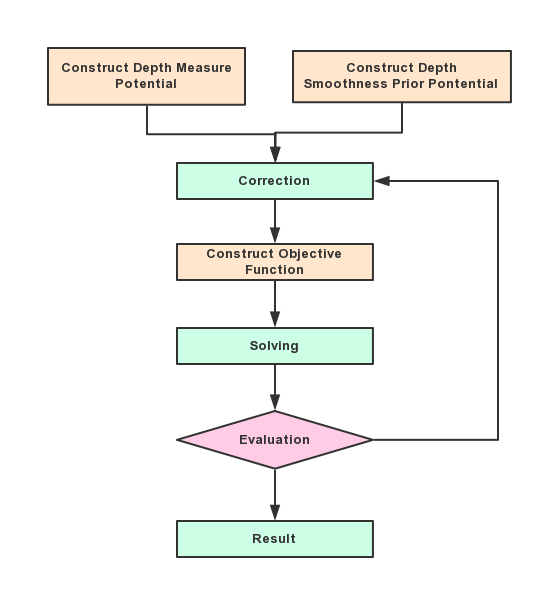 Construct Depth Measure
Potential
Construct Depth
Smoothness Prior Pontential
Correction
Construct Objective
Function
Solving
Evaluation
Result